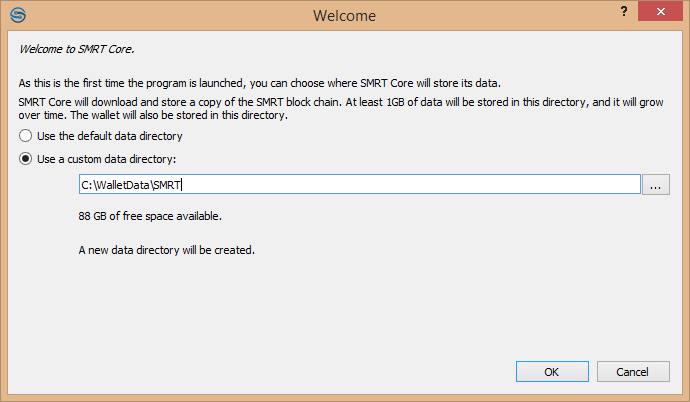 Welcome
?
Welcome to SMRT Core.
As this is the first time the program is launched, you can choose where SMRT Core will store its data.
SMRT Core will download and store a copy of the SMRT block chain. At least 1GB of data will be stored in this directory, and it will grow
over time. The wallet will also be stored in this directory.
Use the default data directory
Use a custom data directory:
C:\WalletData\SMRT
...
88 GB of free space available.
A new data directory will be created.
OK
Cancel